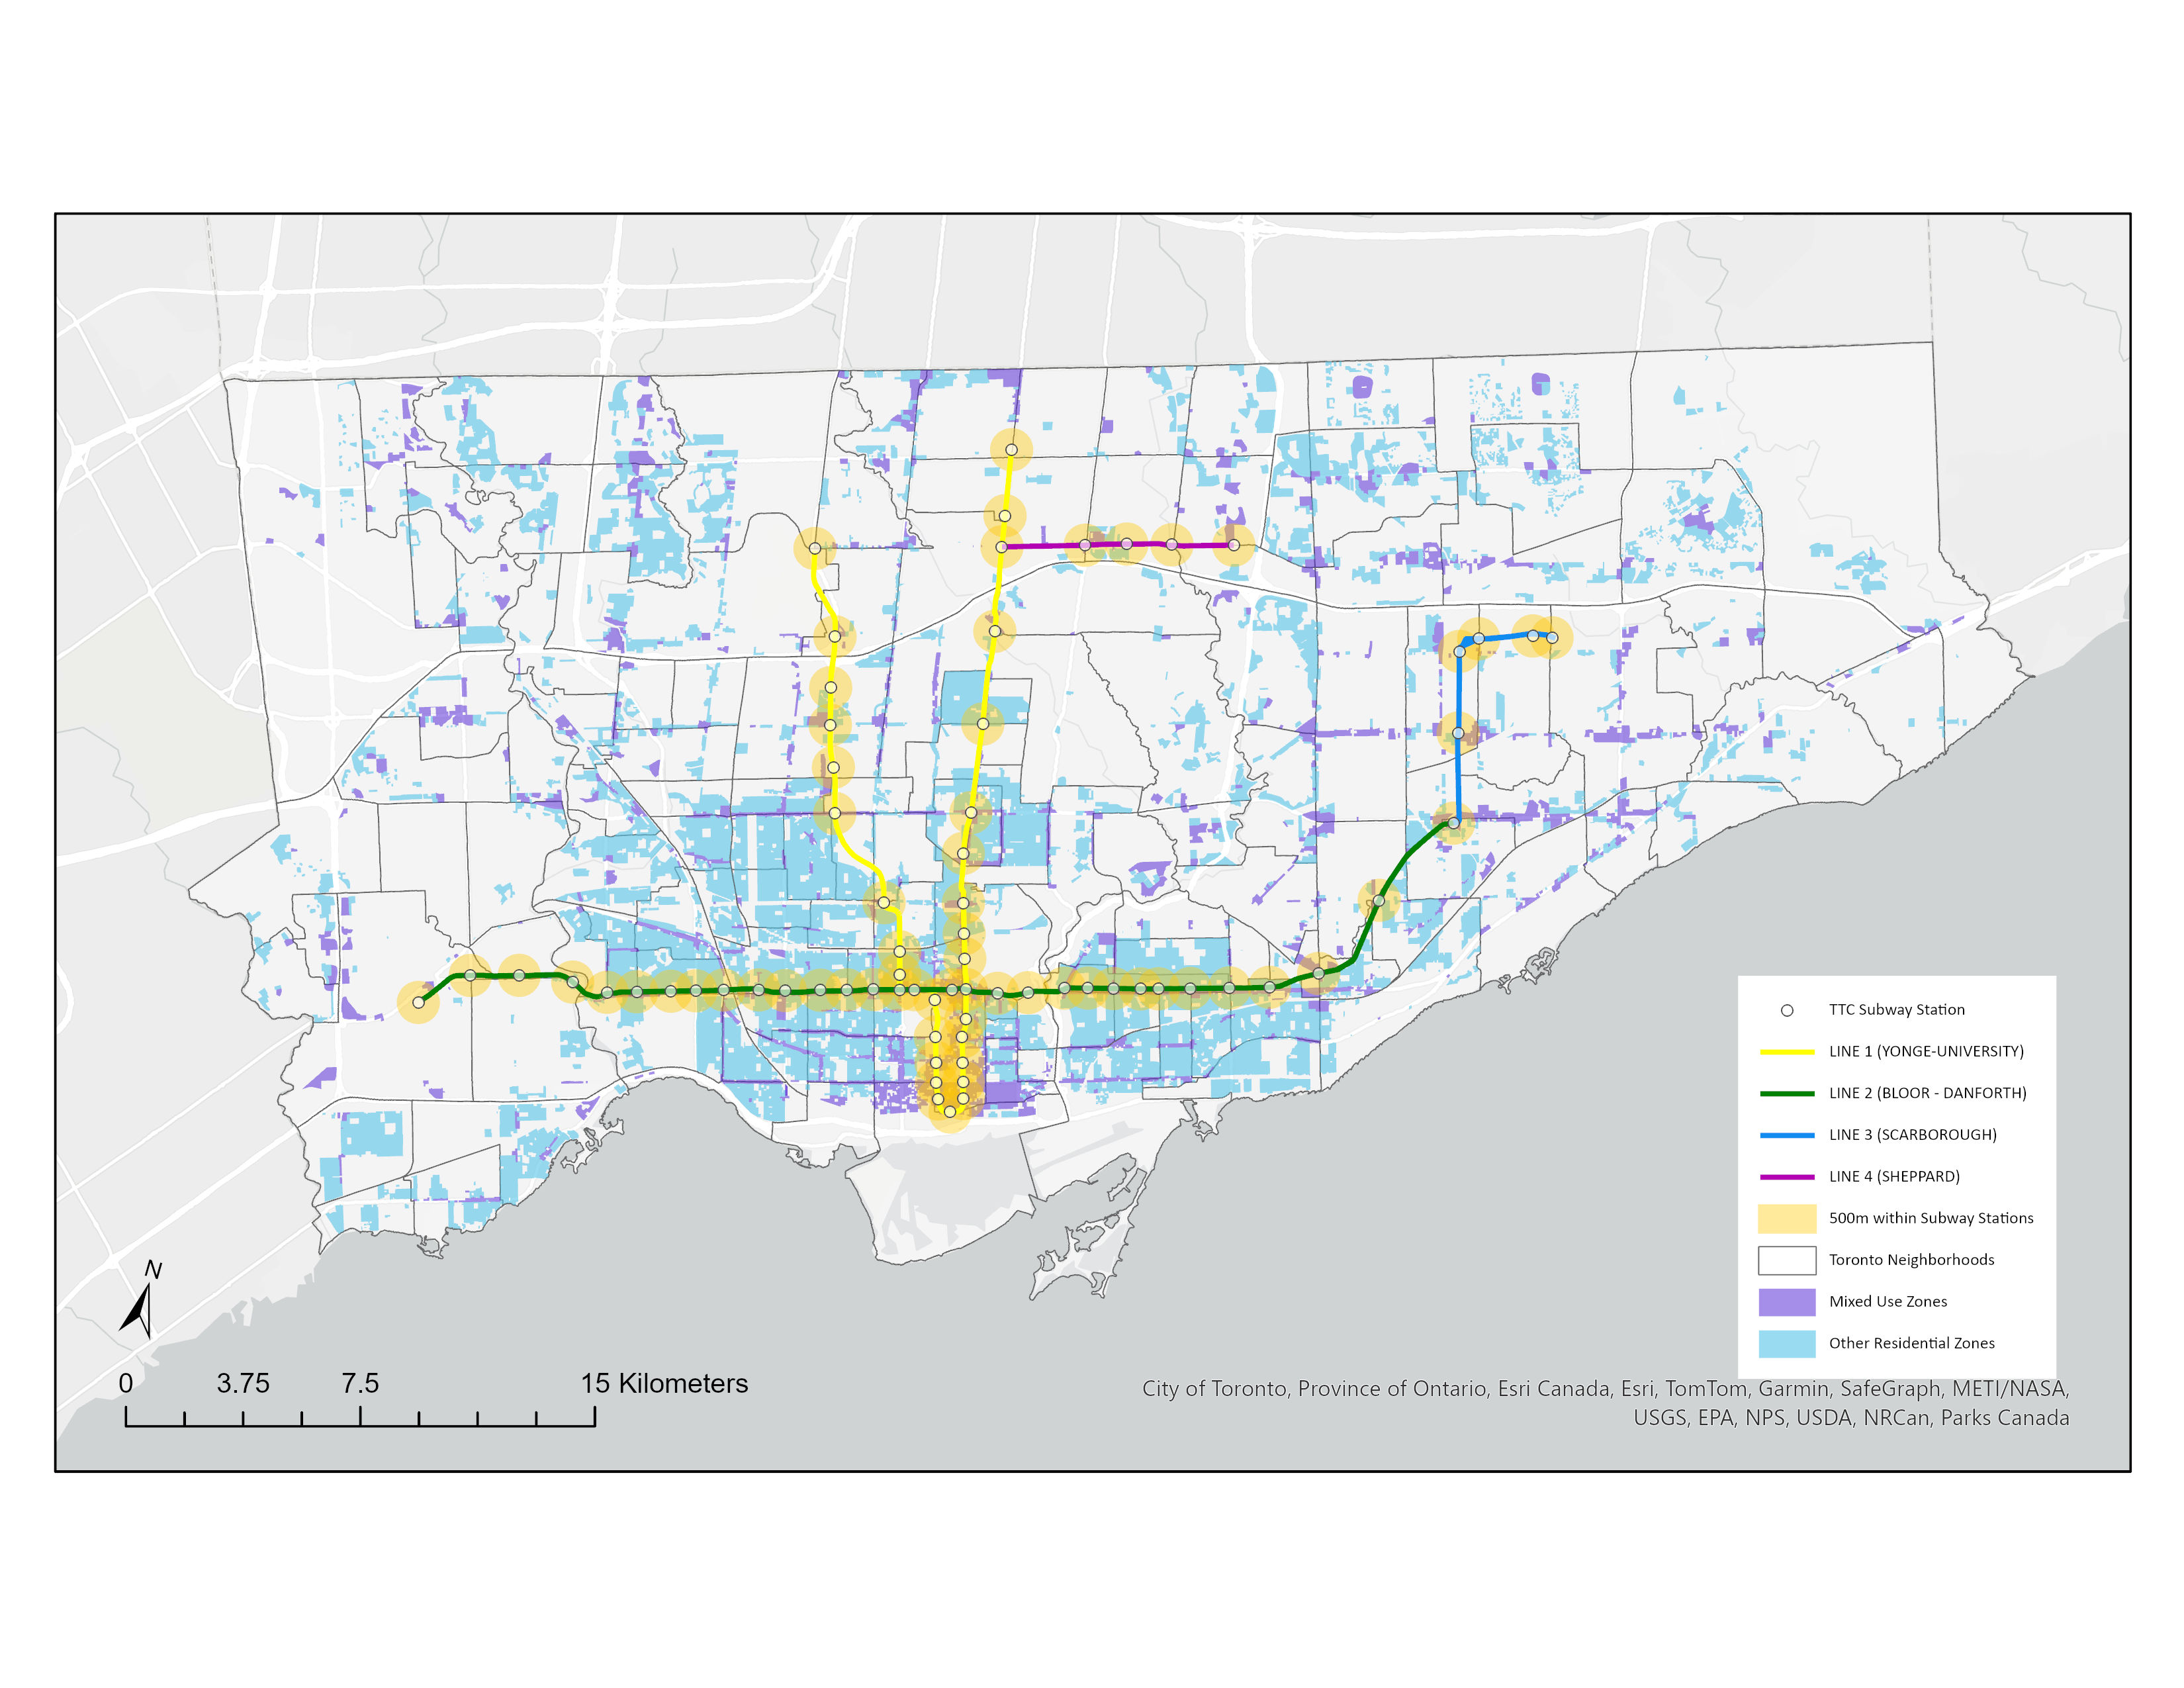 TTC Subway Station
LINE 1 (YONGE-UNIVERSITY)
LINE 2 (BLOOR - DANFORTH)
LINE 3 (SCARBOROUGH)
LINE 4 (SHEPPARD)
500m within Subway Stations
Toronto Neighborhoods
Mixed Use Zones
Other Residential Zones
N
0 3.75 7.5 15 Kilometers
City of Toronto, Province of Ontario, Esri Canada, Esri, TomTom, Garmin, SafeGraph, METI/NASA,
USGS, EPA, NPS, USDA, NRCan, Parks Canada